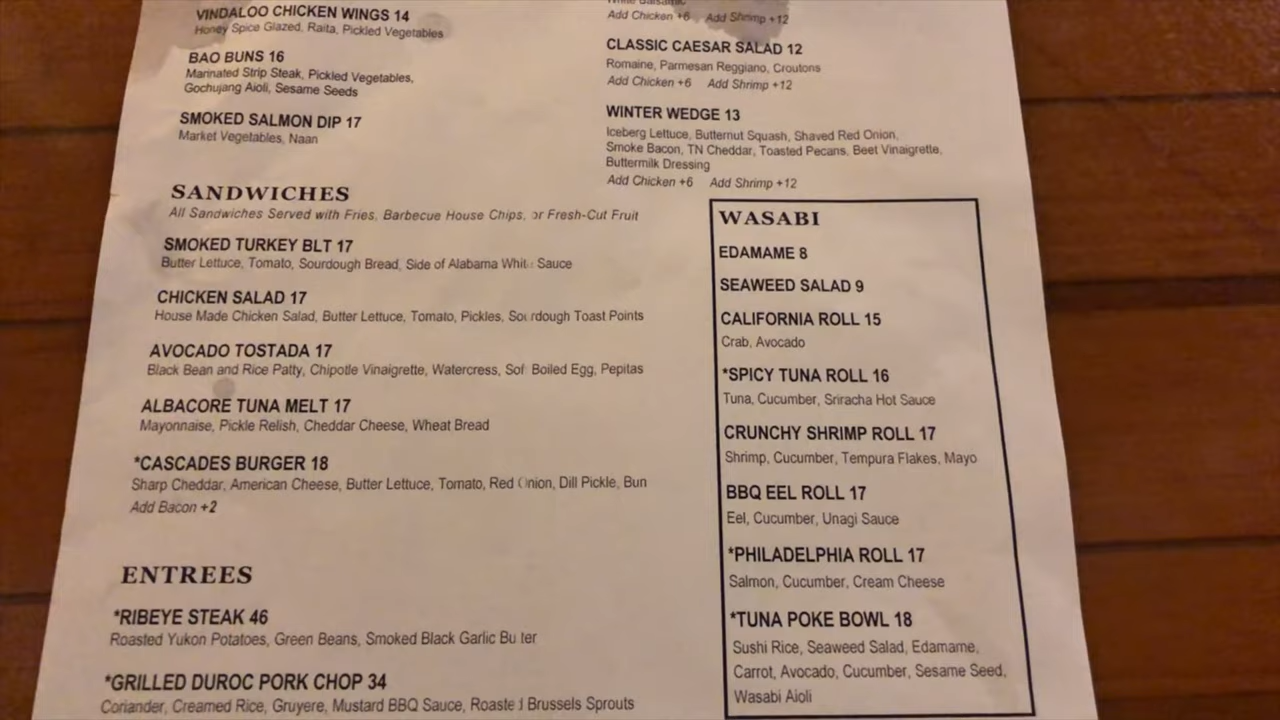 VINDALOO CHICKEN WINGS 14
Honey Spice Glazed, Raita, Pickled Vegetables
BAO BUNS 16
Marinated Strip Steak, Pickled Vegetables,
Gochujang Aioli, Sesame Seeds
SMOKED SALMON DIP 17
Market Vegetables, Naan
SANDWICHES
All Sandwiches Served with Fries, Barbecue House Chips, or Fresh-Cut Fruit
SMOKED TURKEY BLT 17
Butter Lettuce, Tomato, Sourdough Bread, Side of Alabama White Sauce
CHICKEN SALAD 17
House Made Chicken Salad, Butter Lettuce, Tomato, Pickles, Sourdough Toast Points
AVOCADO TOSTADA 17
Black Bean and Rice Patty, Chipotle Vinaigrette, Watercress, Soft Boiled Egg, Pepitas
ALBACORE TUNA MELT 17
Mayonnaise, Pickle Relish, Cheddar Cheese, Wheat Bread
*CASCADES BURGER 18
Sharp Cheddar, American Cheese, Butter Lettuce, Tomato, Red Onion, Dill Pickle, Bun
Add Bacon +2
ENTREES
*RIBEYE STEAK 46
Roasted Yukon Potatoes, Green Beans, Smoked Black Garlic Butter
*GRILLED DUROC PORK CHOP 34
Coriander, Creamed Rice, Gruyere, Mustard BBQ Sauce, Roasted Brussels Sprouts
Balsamic
Add Chicken +6 Add Shrimp +12
CLASSIC CAESAR SALAD 12
Romaine, Parmesan Reggiano, Croutons
Add Chicken +6 Add Shrimp +12
WINTER WEDGE 13
Iceberg Lettuce, Butternut Squash, Shaved Red Onion,
Smoke Bacon, TN Cheddar, Toasted Pecans, Beet Vinaigrette,
Buttermilk Dressing
Add Chicken +6 Add Shrimp +12
WASABI
EDAMAME 8
SEAWEED SALAD 9
CALIFORNIA ROLL 15
Crab, Avocado
*SPICY TUNA ROLL 16
Tuna, Cucumber, Sriracha Hot Sauce
CRUNCHY SHRIMP ROLL 17
Shrimp, Cucumber, Tempura Flakes, Mayo
BBQ EEL ROLL 17
Eel, Cucumber, Unagi Sauce
*PHILADELPHIA ROLL 17
Salmon, Cucumber, Cream Cheese
*TUNA POKE BOWL 18
Sushi Rice, Seaweed Salad, Edamame,
Carrot, Avocado, Cucumber, Sesame Seed,
Wasabi Aioli